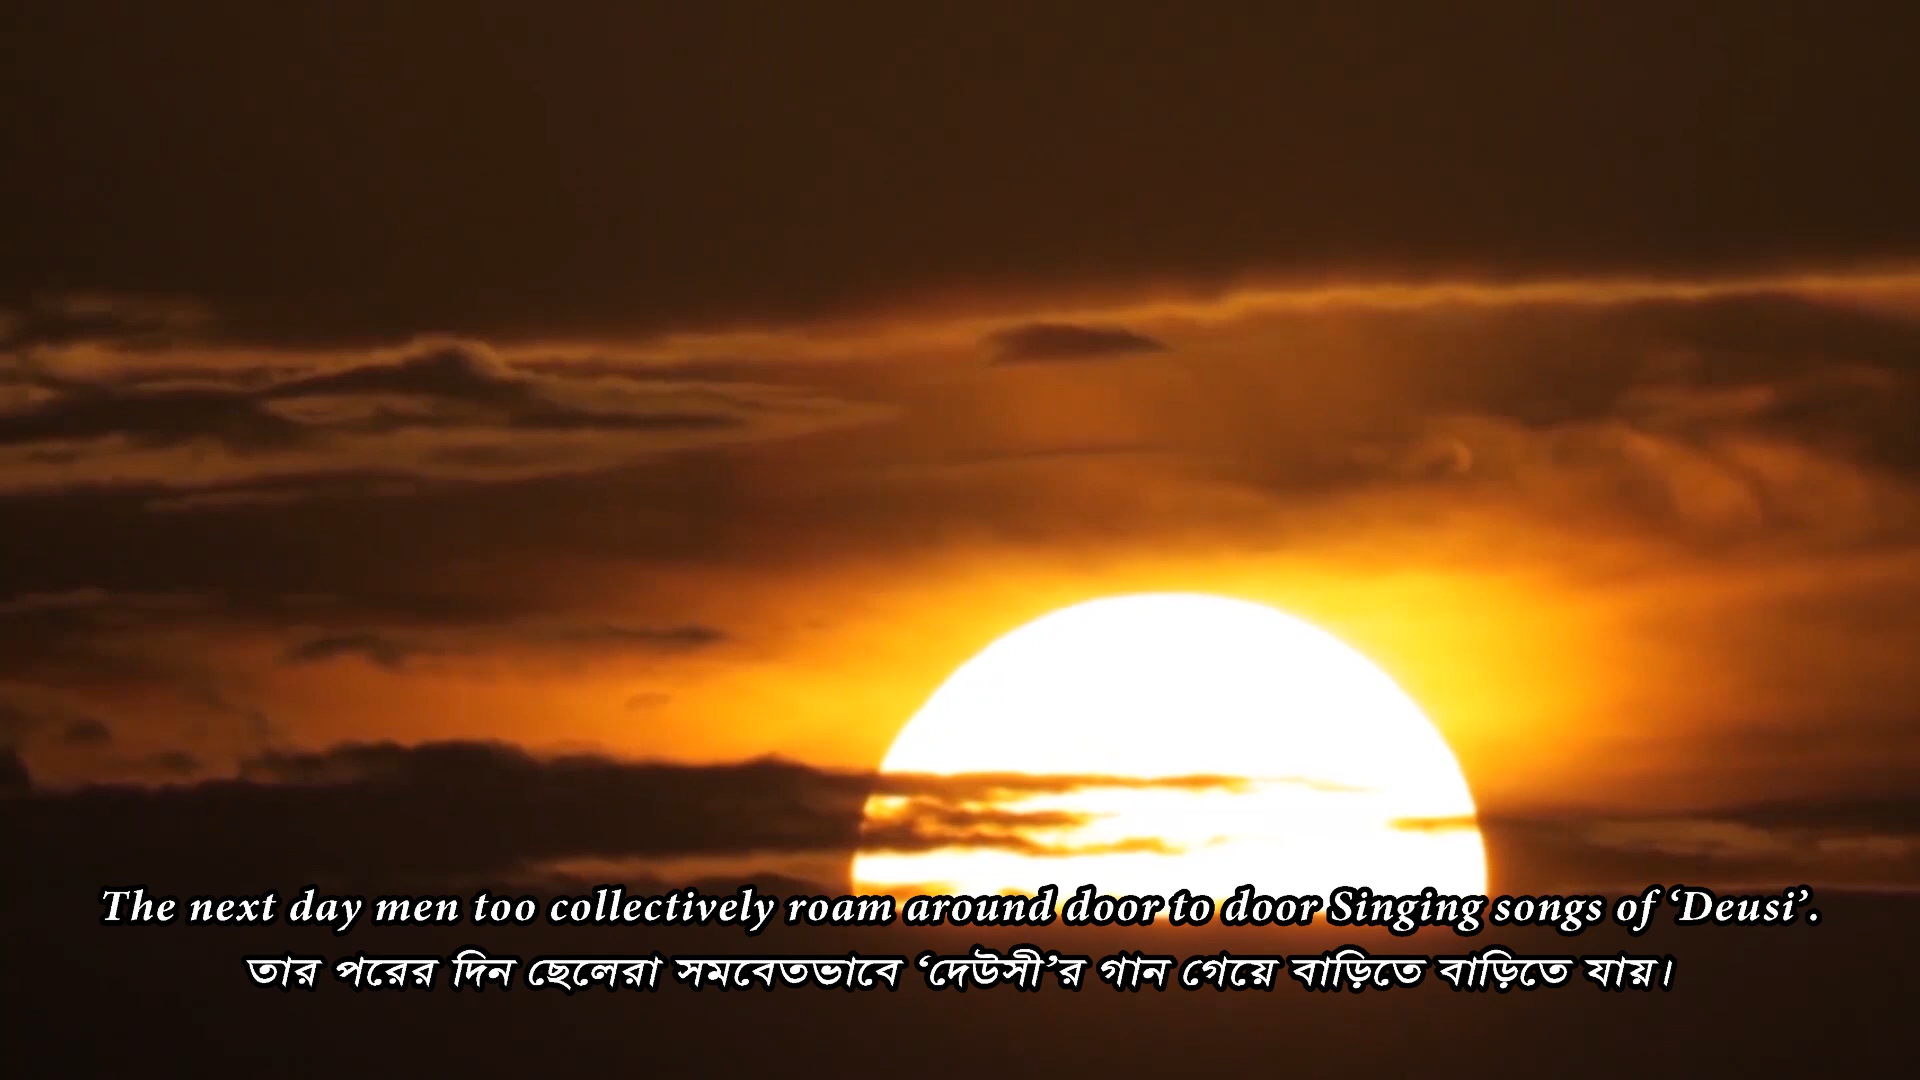 The next day men too collectively roam around door to door Singing songs of ‘Deusi’.
তার পরের দিন ছেলেরা সমবেতভাবে ‘দেউসী’র গান গেয়ে বাড়িতে বাড়িতে যায়।